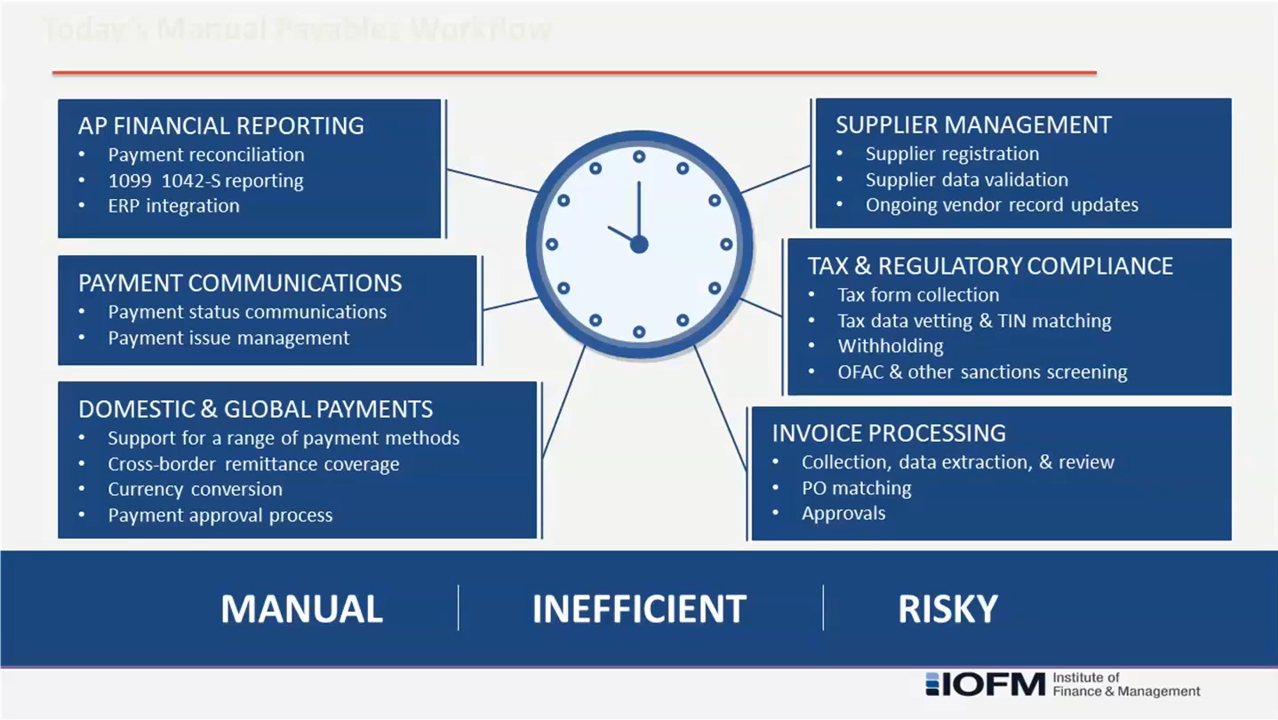 Today's Manual Payables Workflow
AP FINANCIAL REPORTING
• Payment reconciliation
• 1099 1042-S reporting
• ERP integration
PAYMENT COMMUNICATIONS
• Payment status communications
• Payment issue management
DOMESTIC & GLOBAL PAYMENTS
• Support for a range of payment methods
• Cross-border remittance coverage
• Currency conversion
• Payment approval process
SUPPLIER MANAGEMENT
• Supplier registration
• Supplier data validation
• Ongoing vendor record updates
TAX & REGULATORY COMPLIANCE
• Tax form collection
• Tax data vetting & TIN matching
• Withholding
• OFAC & other sanctions screening
INVOICE PROCESSING
• Collection, data extraction, & review
• PO matching
• Approvals
MANUAL
INEFFICIENT
RISKY
IOFM
Institute of
Finance & Management